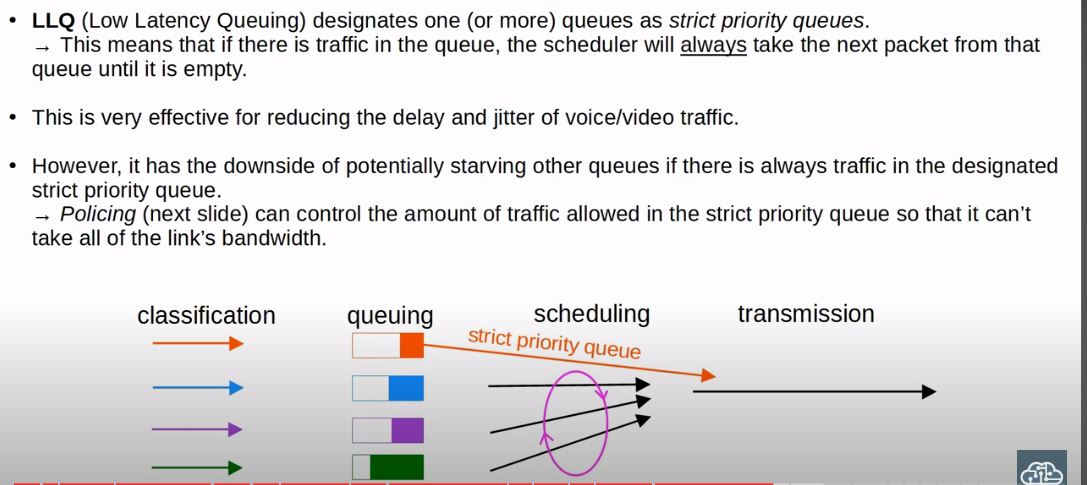 • LLQ (Low Latency Queuing) designates one (or more) queues as strict priority queues.
→ This means that if there is traffic in the queue, the scheduler will always take the next packet from that
queue until it is empty.
• This is very effective for reducing the delay and jitter of voice/video traffic.
• However, it has the downside of potentially starving other queues if there is always traffic in the designated
strict priority queue.
→ Policing (next slide) can control the amount of traffic allowed in the strict priority queue so that it can't
take all of the link's bandwidth.
classification
queuing
scheduling
transmission
strict priority queue